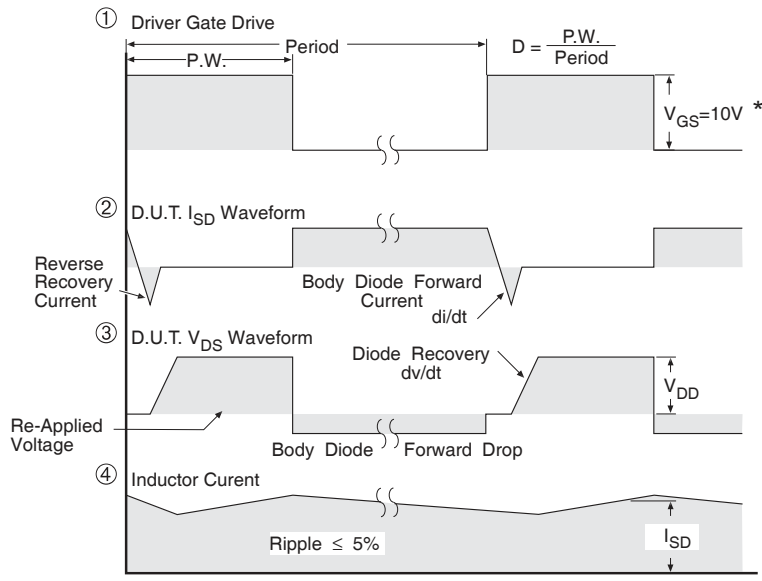 ① Driver Gate Drive
Period
P.W.
D = P.W. / Period
V_GS=10V *
② D.U.T. I_SD Waveform
Reverse
Recovery
Current
Body Diode Forward
Current
di/dt
③ D.U.T. V_DS Waveform
Diode Recovery
dv/dt
V_DD
Re-Applied
Voltage
Body Diode Forward Drop
④ Inductor Curent
Ripple ≤ 5%
I_SD